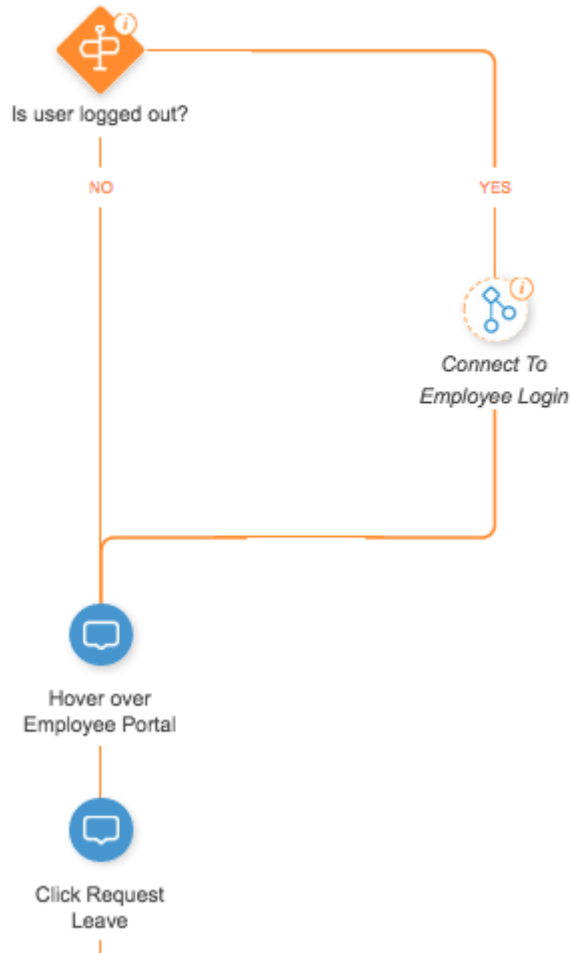 Is user logged out?
NO
YES
Connect To
Employee Login
Hover over
Employee Portal
Click Request
Leave